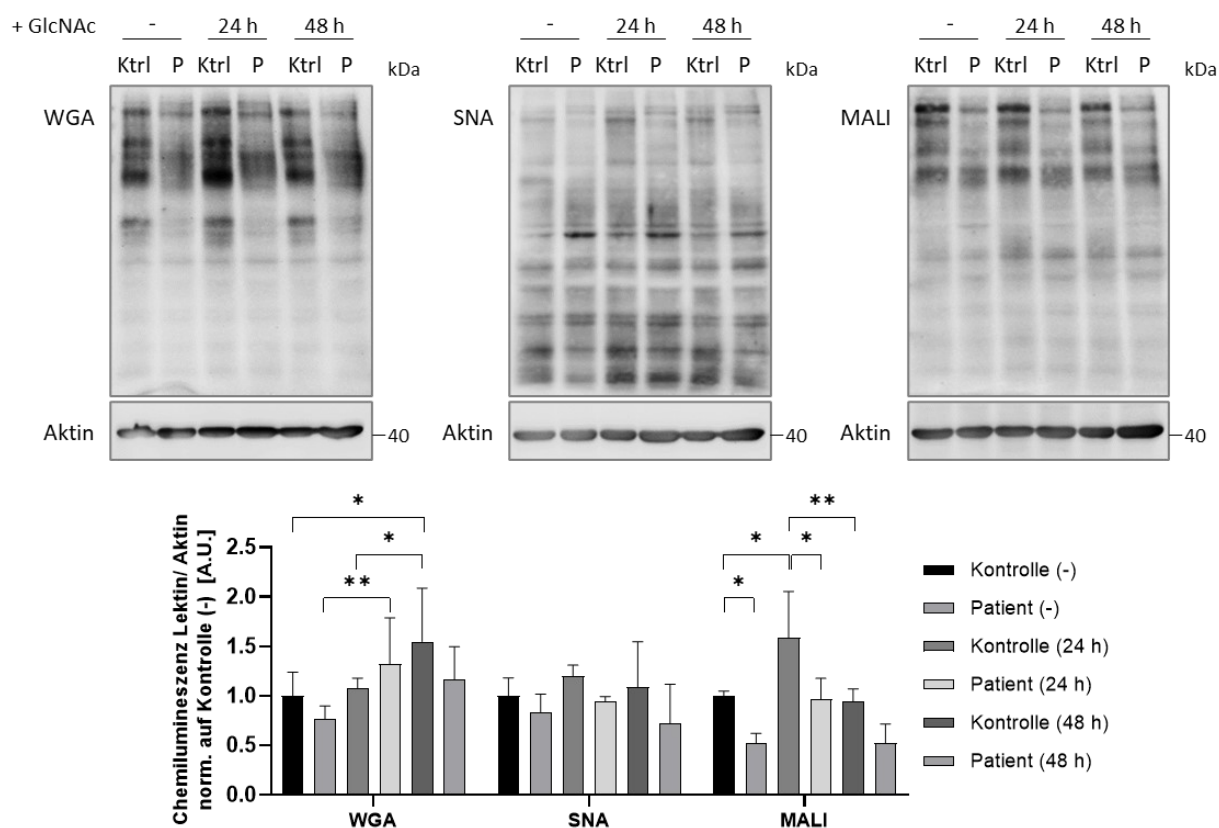 + GlcNAc - 24 h 48 h
Ktrl P Ktrl P Ktrl P kDa
WGA
Aktin 40
- 24 h 48 h
Ktrl P Ktrl P Ktrl P kDa
SNA
Aktin 40
- 24 h 48 h
Ktrl P Ktrl P Ktrl P kDa
MALI
Aktin 40
Chemilumineszenz Lektin/ Aktin
norm. auf Kontrolle (-) [A.U.]
2.5
2.0
1.5
1.0
0.5
0.0
* * ** ** * * *
WGA SNA MALI
Kontrolle (-)
Patient (-)
Kontrolle (24 h)
Patient (24 h)
Kontrolle (48 h)
Patient (48 h)